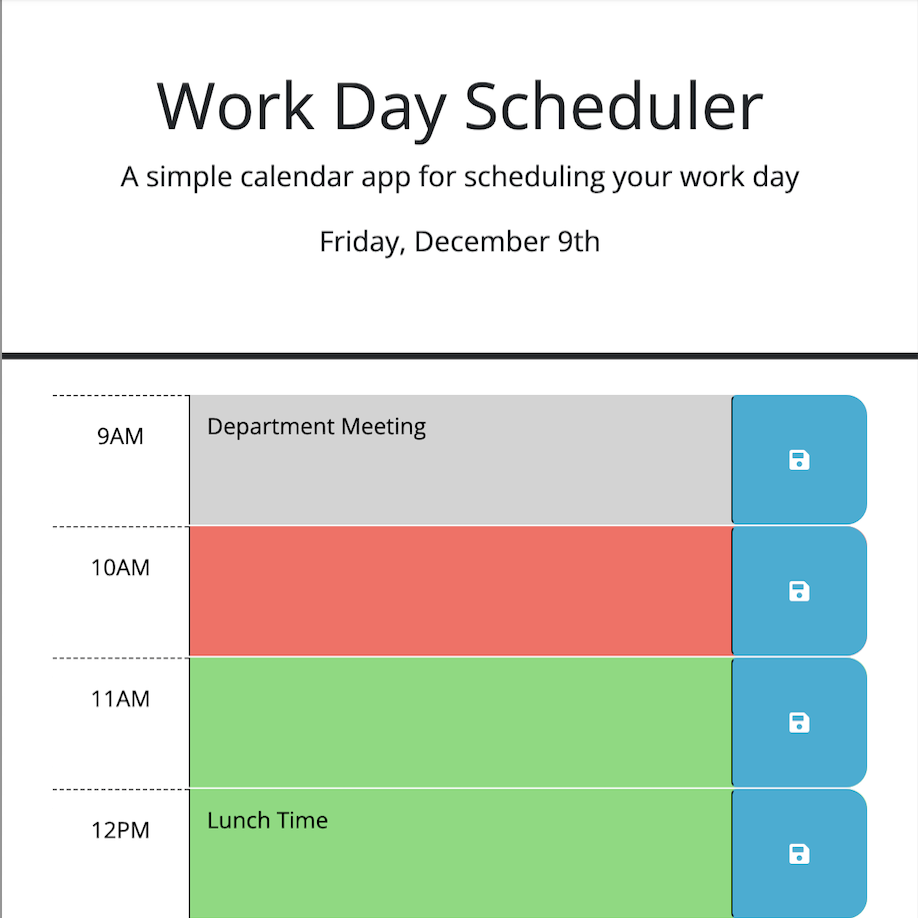 Work Day Scheduler
A simple calendar app for scheduling your work day
Friday, December 9th
9AM
Department Meeting
10AM
11AM
12PM
Lunch Time